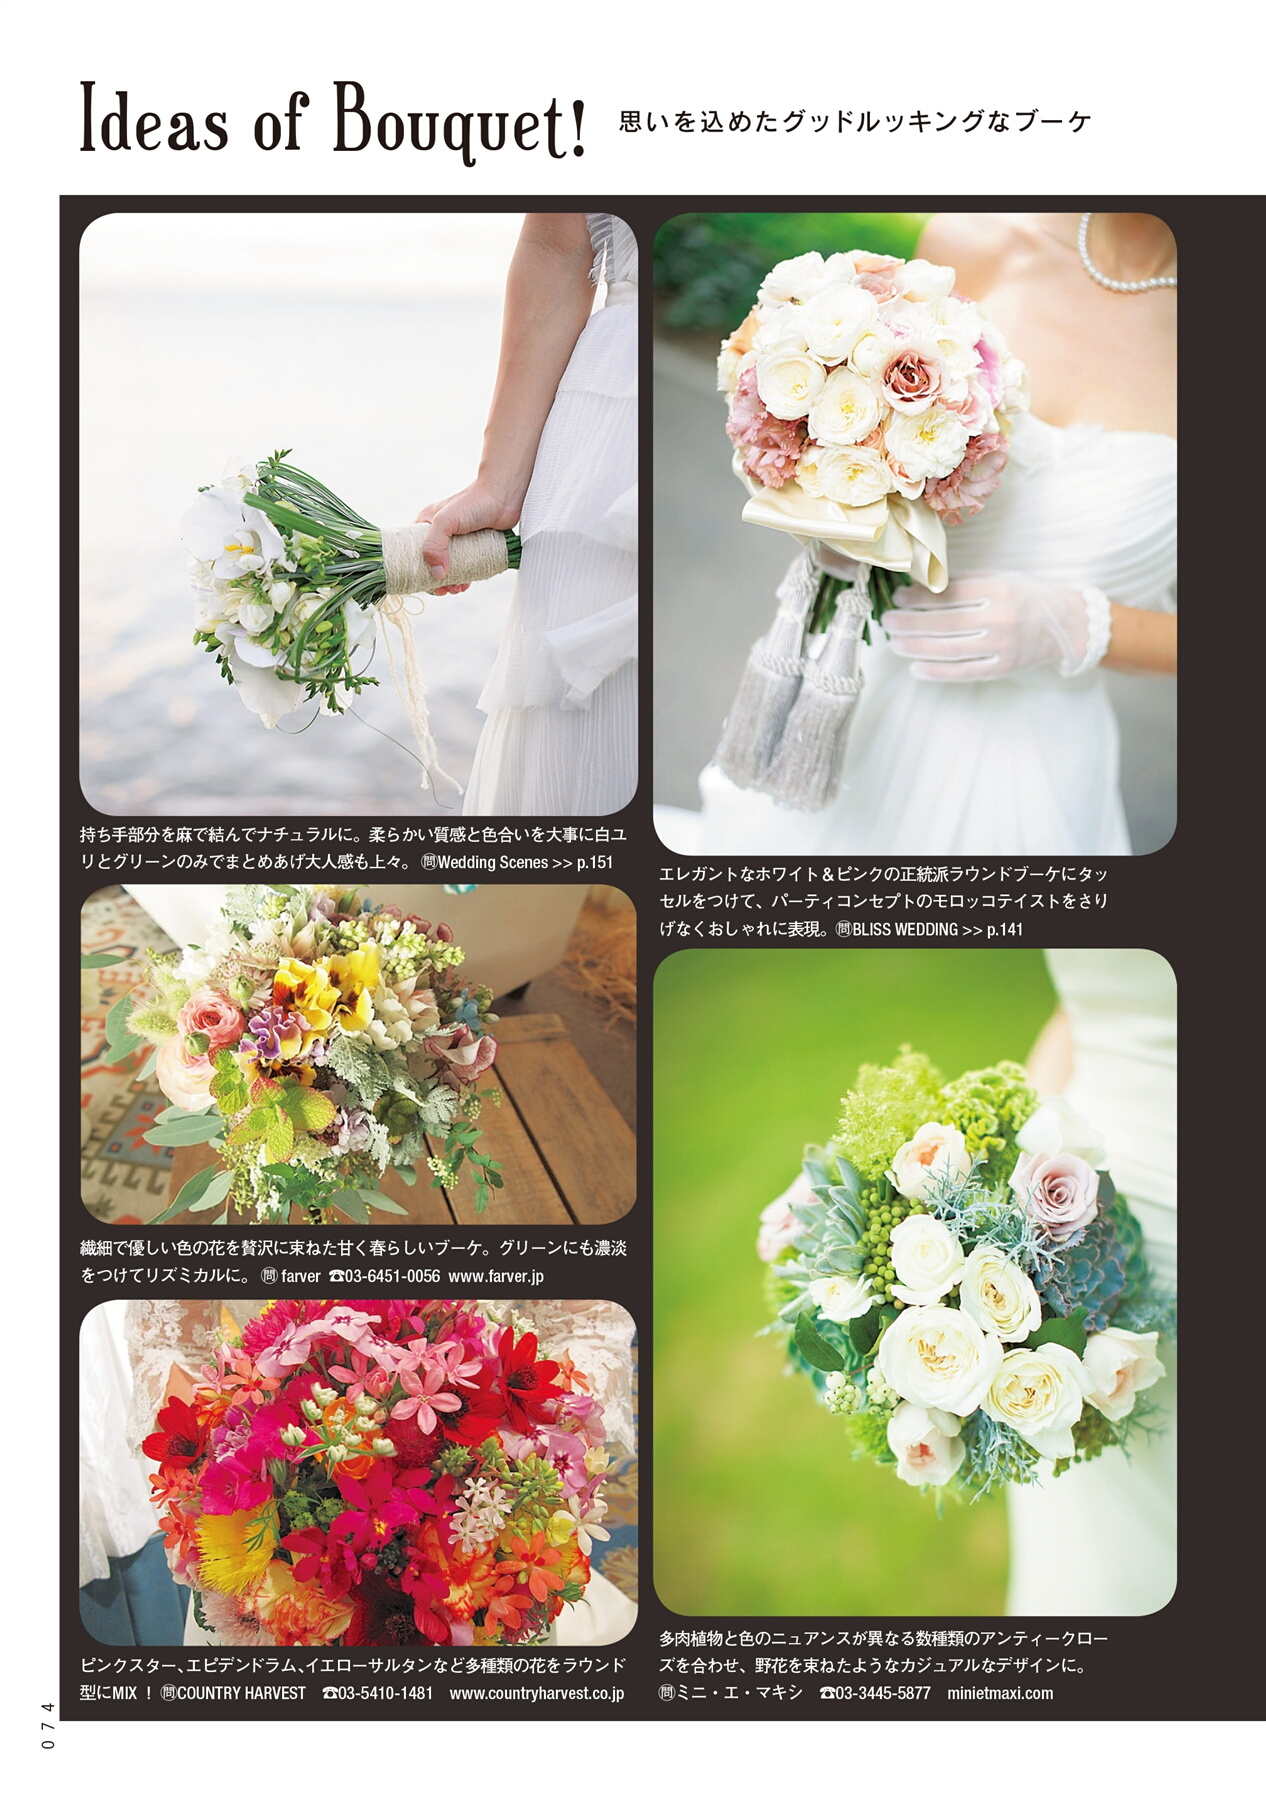 Ideas of Bouquet! 思いを込めたグッドルッキングなブーケ
持ち手部分を麻で結んでナチュラルに。柔らかい質感と色合いを大事に白ユ
リとグリーンのみでまとめあげ大人感も上々。 ㉄Wedding Scenes >> p.151
エレガントなホワイト＆ピンクの正統派ラウンドブーケにタッ
セルをつけて、パーティコンセプトのモロッコテイストをさり
げなくおしゃれに表現。㉄BLISS WEDDING >> p.141
繊細で優しい色の花を贅沢に束ねた甘く春らしいブーケ。グリーンにも濃淡
をつけてリズミカルに。 ㉄ farver ☎03-6451-0056 www.farver.jp
ピンクスター、エピデンドラム、イエローサルタンなど多種類の花をラウンド
型にMIX ！ ㉄COUNTRY HARVEST ☎03-5410-1481 www.countryharvest.co.jp
多肉植物と色のニュアンスが異なる数種類のアンティークロー
ズを合わせ、野花を束ねたようなカジュアルなデザインに。
㉄ミニ・エ・マキシ ☎03-3445-5877 minietmaxi.com
074